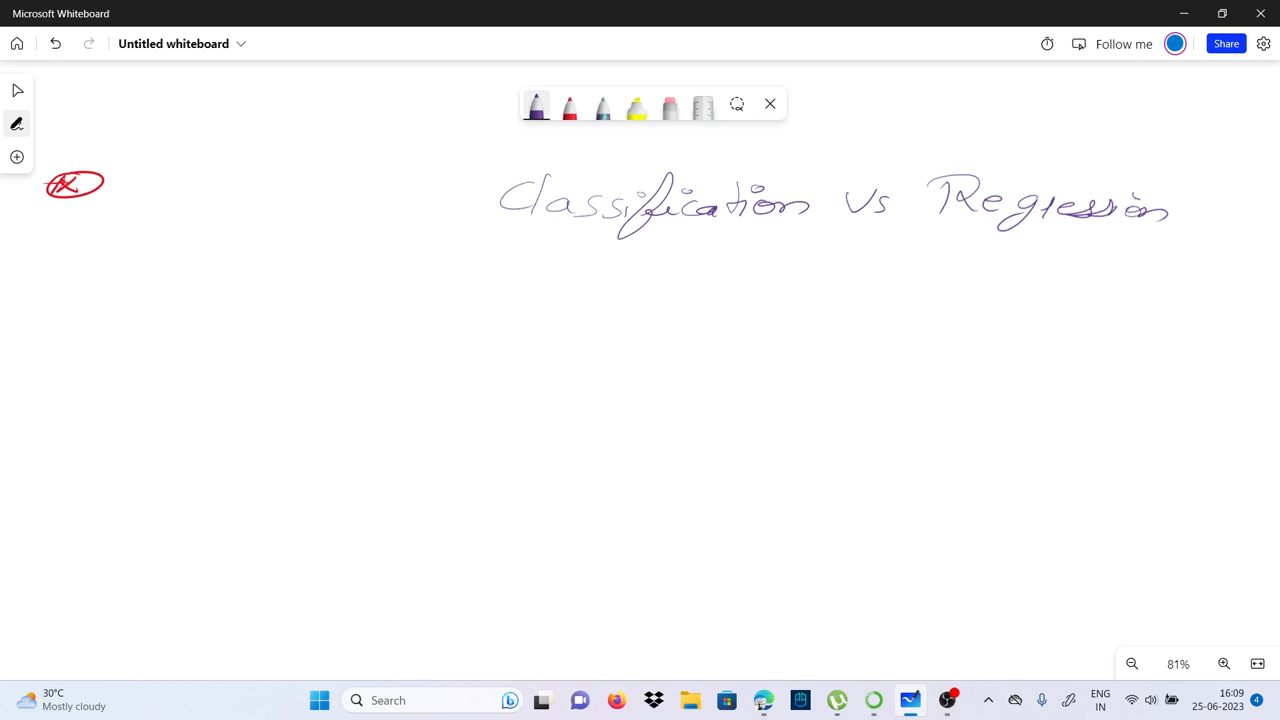 Microsoft Whiteboard
Untitled whiteboard
Follow me
Share
Classification Vs Regression
81%
30°C
Mostly cloudy
Search
ENG
IN
16:09
25-06-2023
4